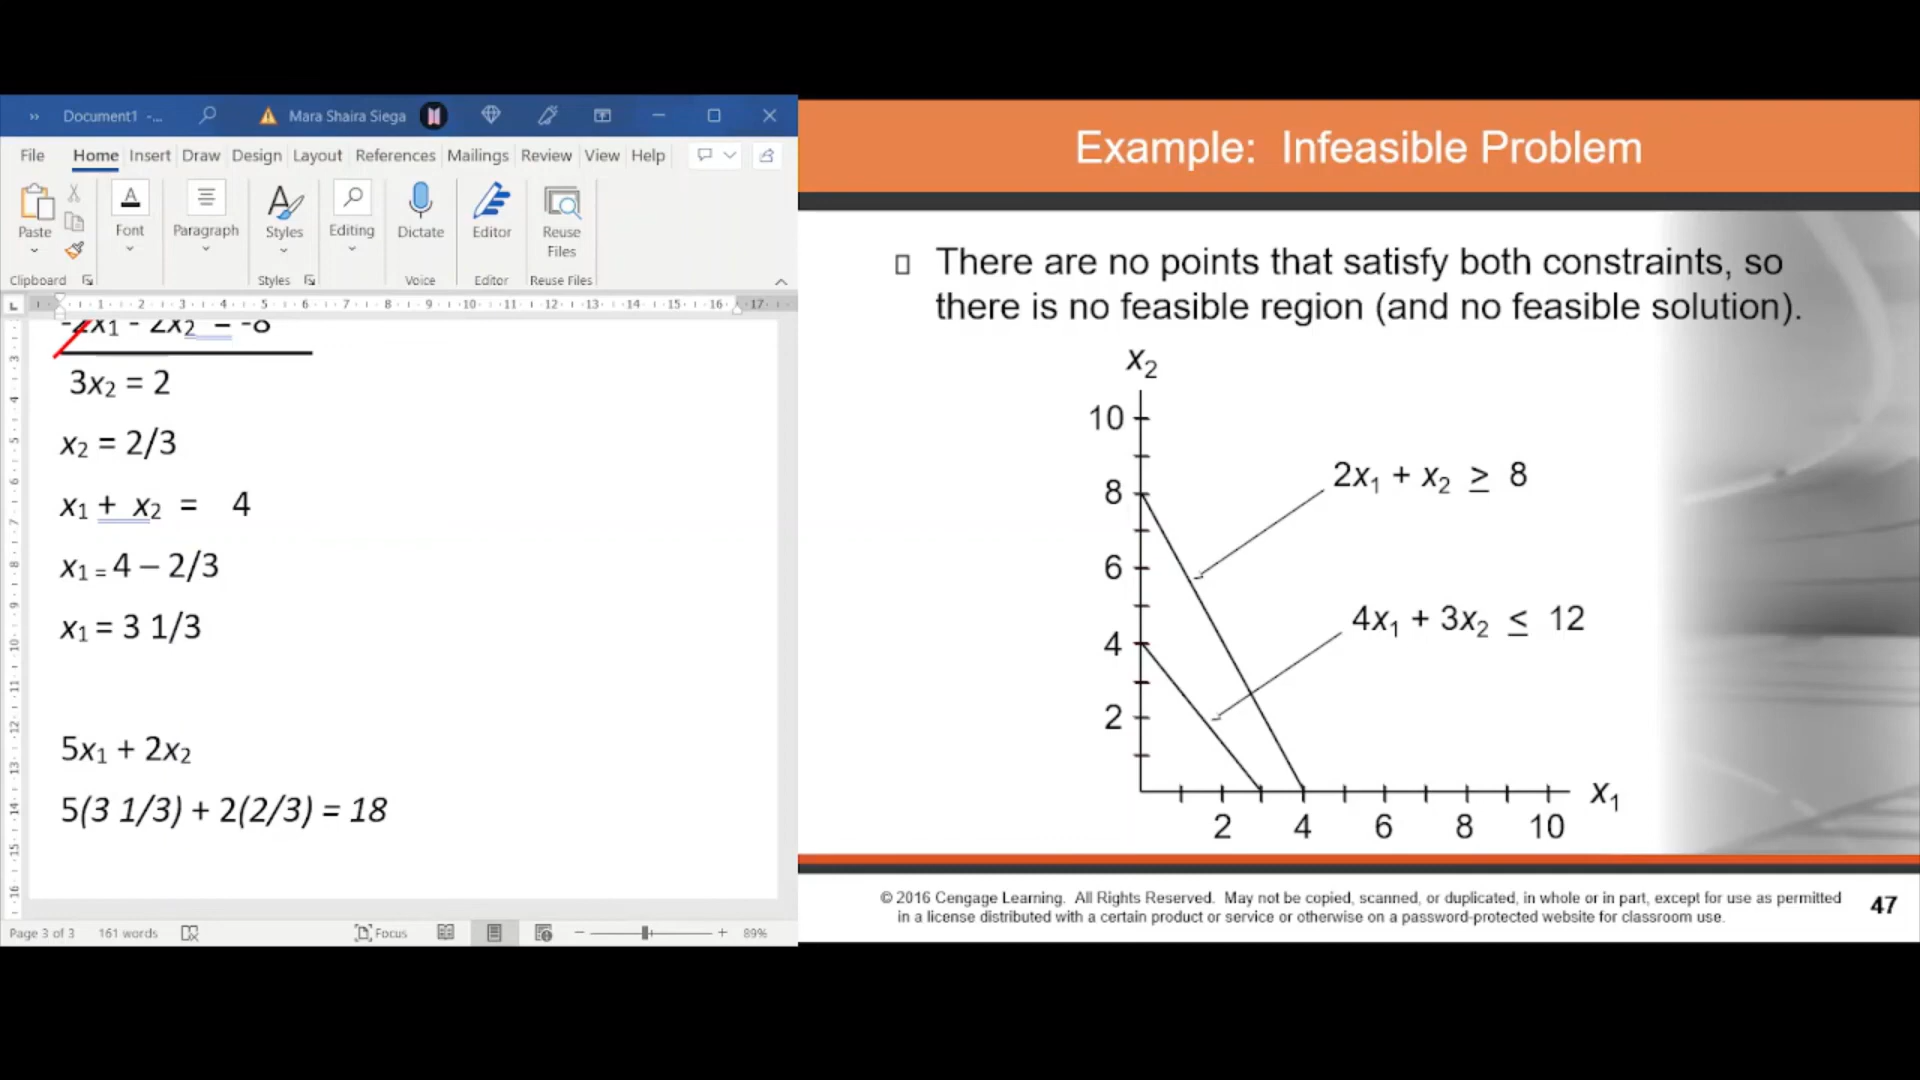 Document1 -...
Mara Shaira Siega
File Home Insert Draw Design Layout References Mailings Review View Help
Paste
Font
Paragraph
Styles
Editing
Dictate
Editor
Reuse Files
Clipboard
Styles
Voice
Editor
Reuse Files
-2x1 - 2x2 = -8
3x2 = 2
x2 = 2/3
x1 + x2 = 4
x1 = 4 – 2/3
x1 = 3 1/3
5x1 + 2x2
5(3 1/3) + 2(2/3) = 18
Page 3 of 3 161 words
Focus
89%
Example: Infeasible Problem
There are no points that satisfy both constraints, so
there is no feasible region (and no feasible solution).
x2
10
8
6
4
2
2x1 + x2 ≥ 8
4x1 + 3x2 ≤ 12
x1
2 4 6 8 10
© 2016 Cengage Learning. All Rights Reserved. May not be copied, scanned, or duplicated, in whole or in part, except for use as permitted
in a license distributed with a certain product or service or otherwise on a password-protected website for classroom use.
47